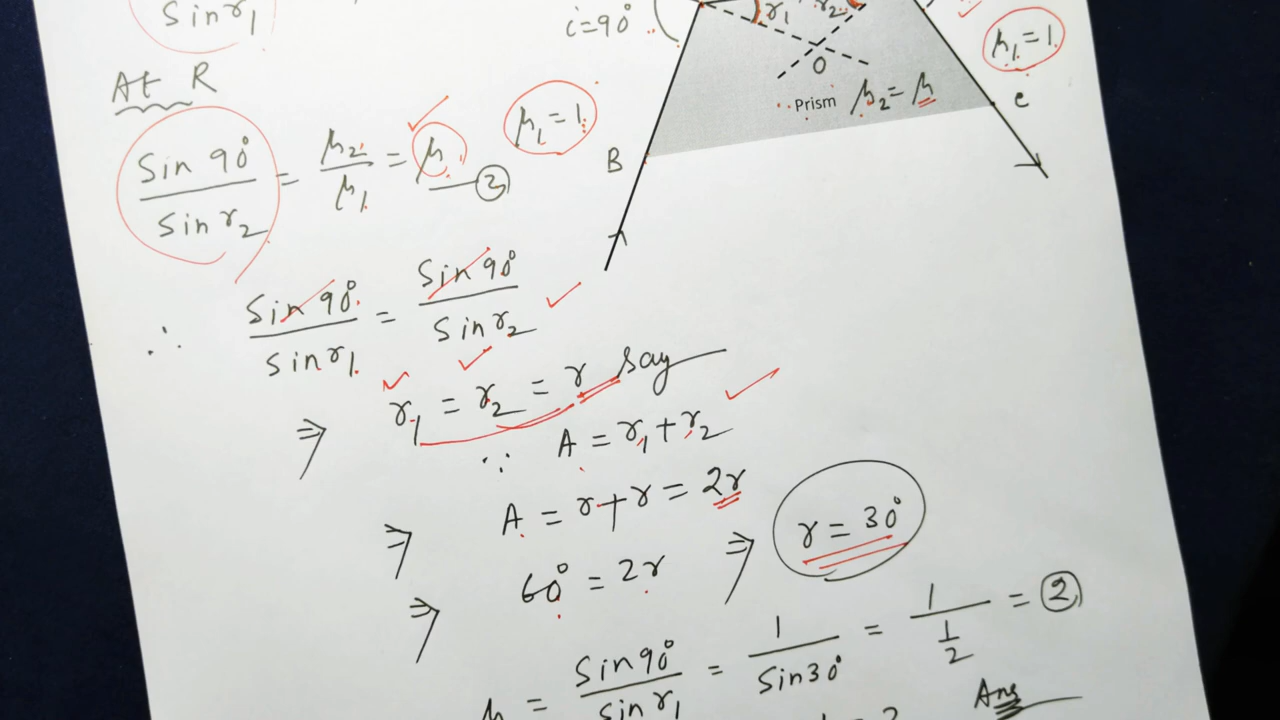 Sin r₁
i=90°
r₁ r₂
μ₁ = 1
O
Prism μ₂ = μ
C
B
At R
Sin 90° / Sin r₂ = μ₂ / μ₁ = μ —②
μ₁ = 1
∴ Sin 90° / Sin r₁ = Sin 90° / Sin r₂
⇒ r₁ = r₂ = r say
∵ A = r₁ + r₂
⇒ A = r + r = 2r
⇒ 60° = 2r ⇒ r = 30°
μ = Sin 90° / Sin r₁ = 1 / Sin 30° = 1 / (1/2) = ②
Ans